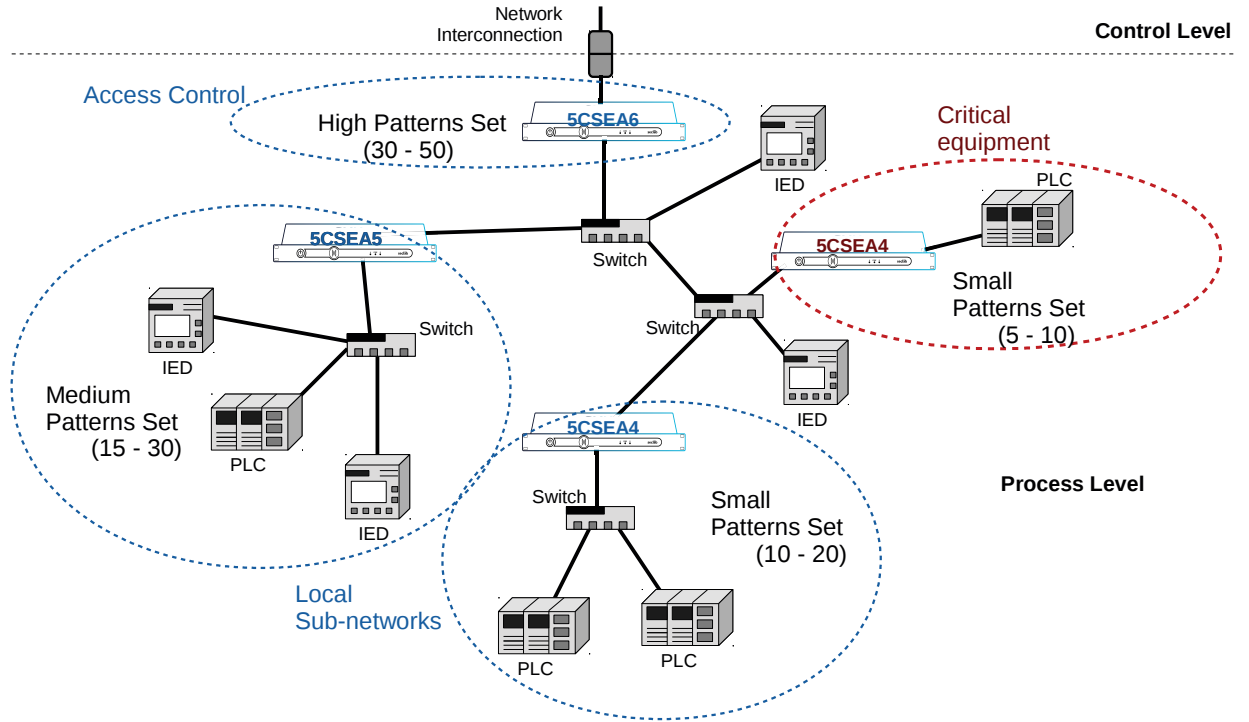 Network
Interconnection
Control Level
Access Control
5CSEA6
High Patterns Set
(30 - 50)
IED
Critical
equipment
PLC
5CSEA5
Switch
5CSEA4
Small
Patterns Set
(5 - 10)
Switch
Switch
IED
IED
Medium
Patterns Set
(15 - 30)
PLC
IED
5CSEA4
Switch
Small
Patterns Set
(10 - 20)
Process Level
Local
Sub-networks
PLC
PLC